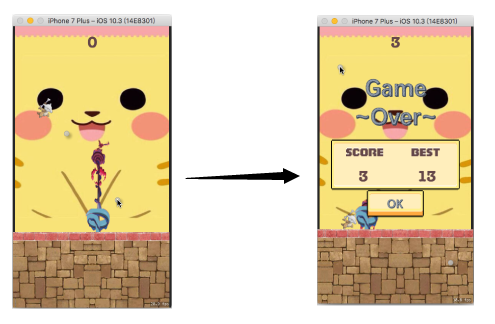 iPhone 7 Plus – iOS 10.3 (14E8301)
0
iPhone 7 Plus – iOS 10.3 (14E8301)
3
Game
~Over~
SCORE BEST
3 13
OK